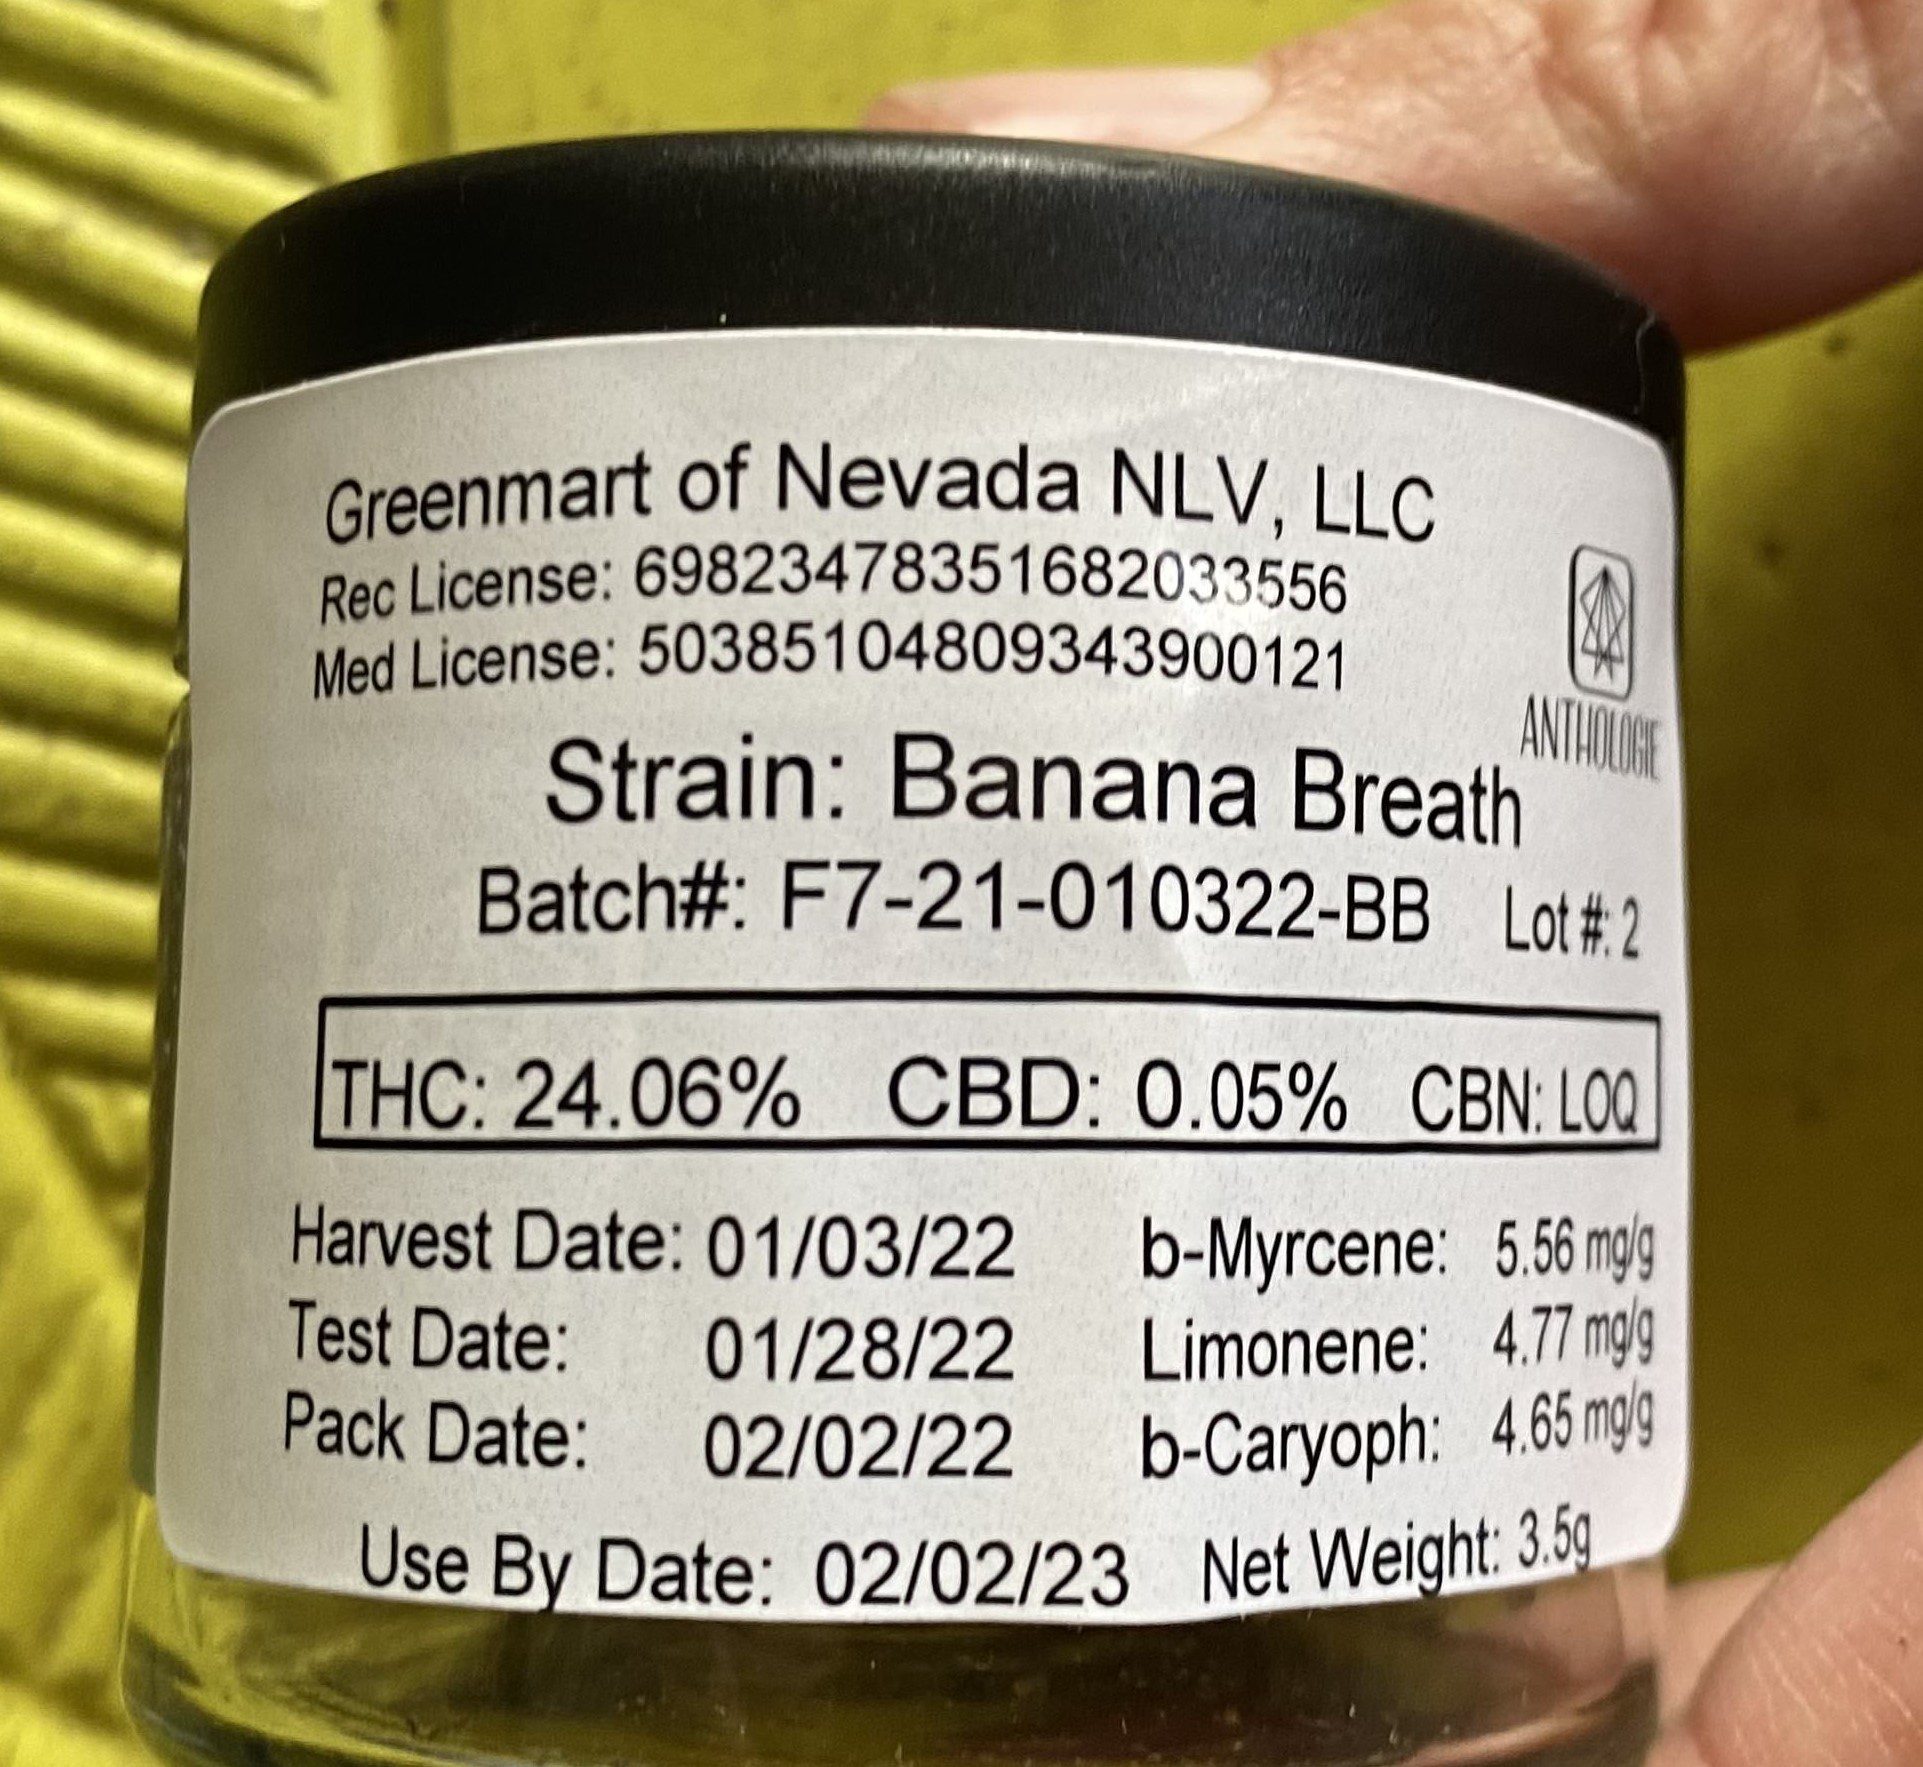 Greenmart of Nevada NLV, LLC
Rec License: 69823478351682033556
Med License: 50385104809343900121
ANTHOLOGIE
Strain: Banana Breath
Batch#: F7-21-010322-BB Lot #: 2
THC: 24.06% CBD: 0.05% CBN: LOQ
Harvest Date: 01/03/22 b-Myrcene: 5.56 mg/g
Test Date: 01/28/22 Limonene: 4.77 mg/g
Pack Date: 02/02/22 b-Caryoph: 4.65 mg/g
Use By Date: 02/02/23 Net Weight: 3.5g